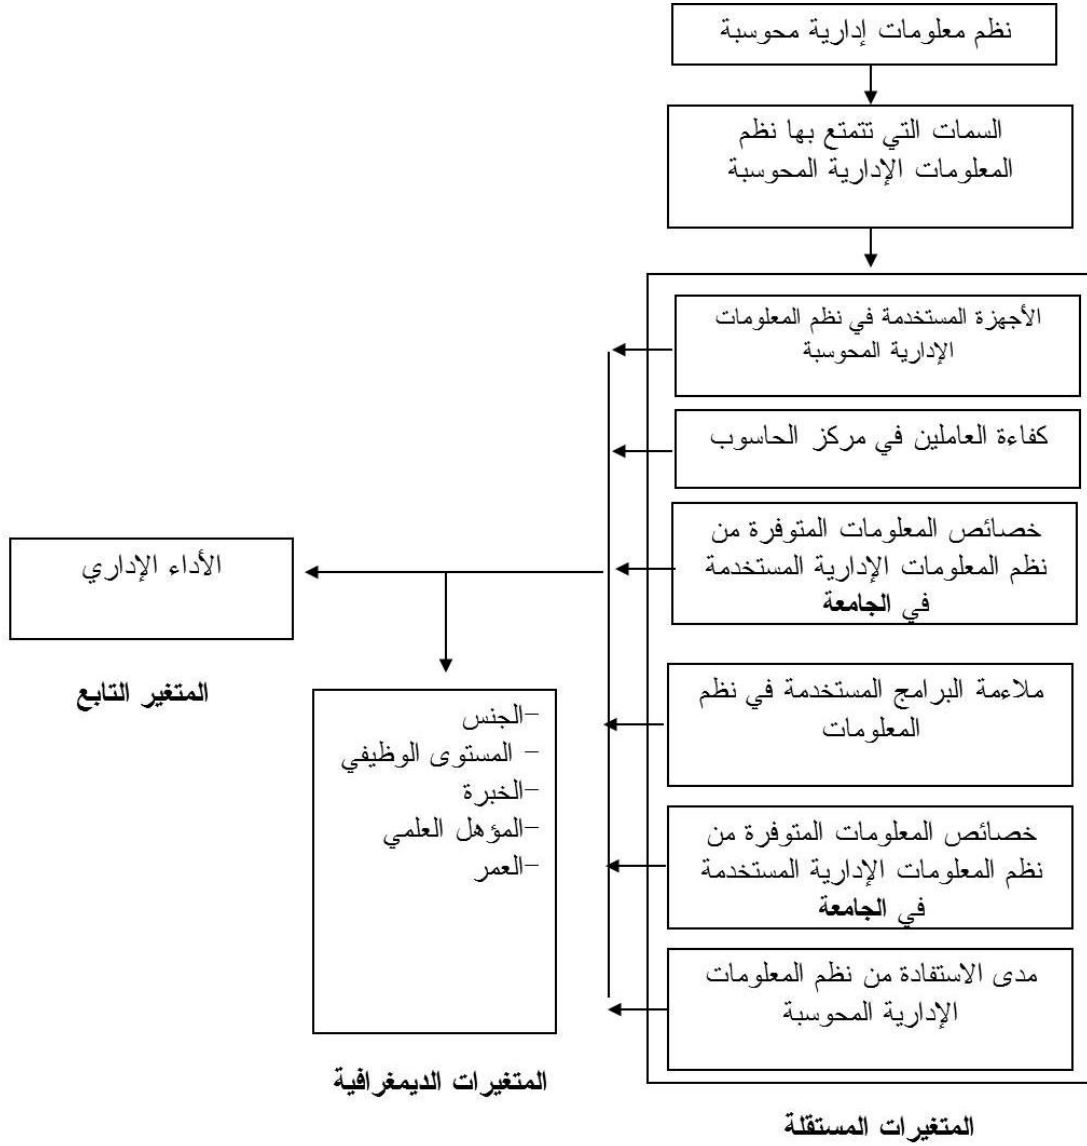 نظم معلومات إدارية محوسبة
السمات التي تتمتع بها نظم
المعلومات الإدارية المحوسبة
الأجهزة المستخدمة في نظم المعلومات
الإدارية المحوسبة
كفاءة العاملين في مركز الحاسوب
خصائص المعلومات المتوفرة من
نظم المعلومات الإدارية المستخدمة
في الجامعة
ملاءمة البرامج المستخدمة في نظم
المعلومات
خصائص المعلومات المتوفرة من
نظم المعلومات الإدارية المستخدمة
في الجامعة
مدى الاستفادة من نظم المعلومات
الإدارية المحوسبة
المتغيرات المستقلة
-الجنس
- المستوى الوظيفي
-الخبرة
-المؤهل العلمي
-العمر
المتغيرات الديمغرافية
الأداء الإداري
المتغير التابع